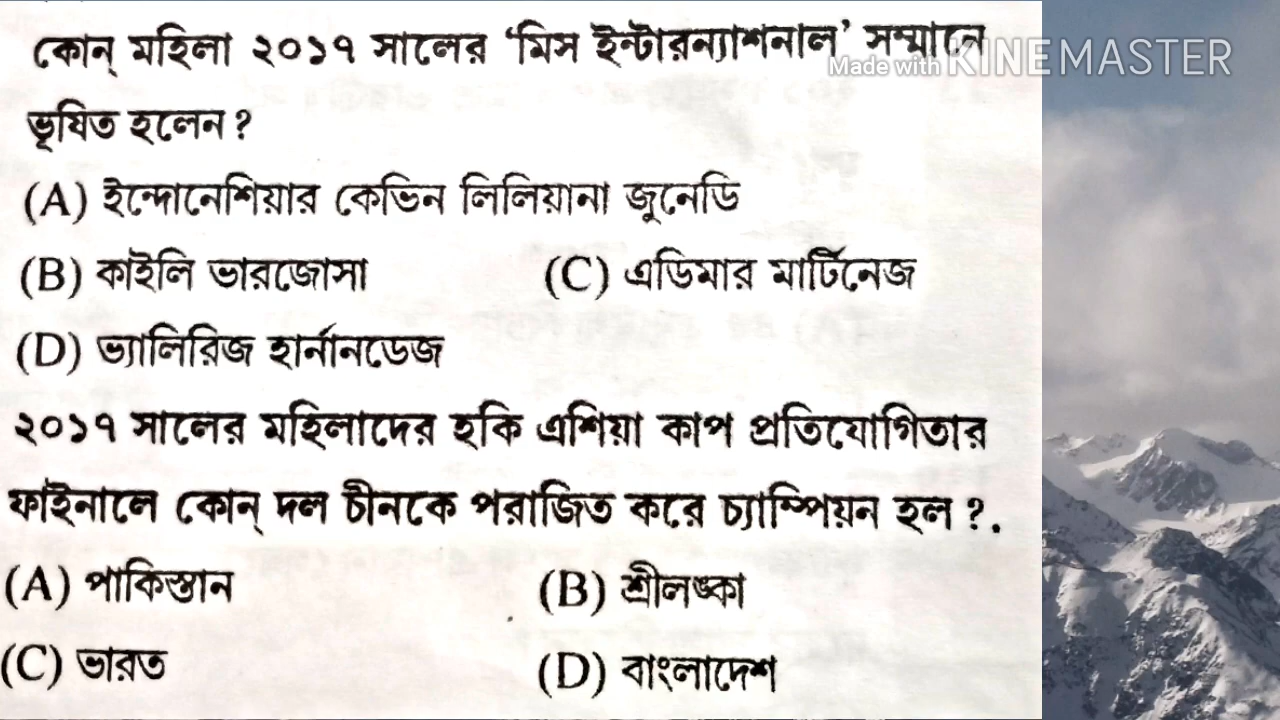 কোন্ মহিলা ২০১৭ সালের ‘মিস ইন্টারন্যাশনাল’ সম্মানে
Made with KINEMASTER
ভূষিত হলেন ?
(A) ইন্দোনেশিয়ার কেভিন লিলিয়ানা জুনেডি
(B) কাইলি ভারজোসা (C) এডিমার মার্টিনেজ
(D) ভ্যালিরিজ হার্নানডেজ
২০১৭ সালের মহিলাদের হকি এশিয়া কাপ প্রতিযোগিতার
ফাইনালে কোন্ দল চীনকে পরাজিত করে চ্যাম্পিয়ন হল ?.
(A) পাকিস্তান (B) শ্রীলঙ্কা
(C) ভারত (D) বাংলাদেশ